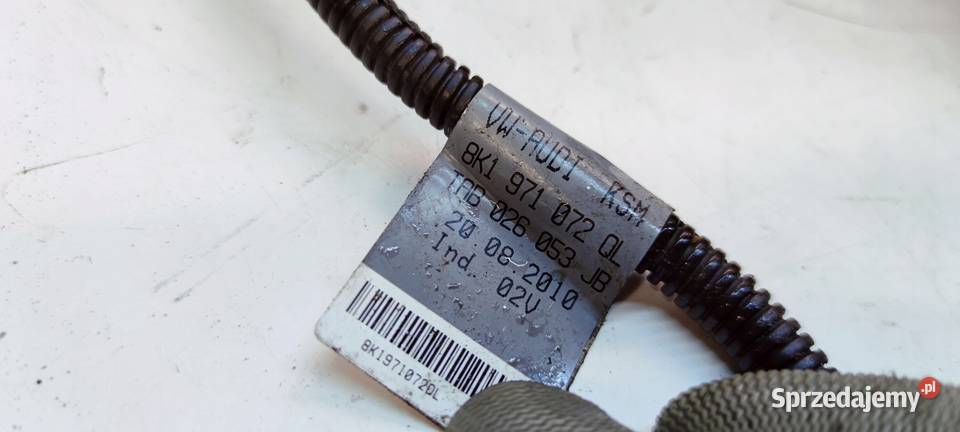 VW-AUDI KSM
8K1 971 072 QL
TAB 026 053 JB
20.08.2010
Ind. 02V
8K1971072QL
Sprzedajemy.pl